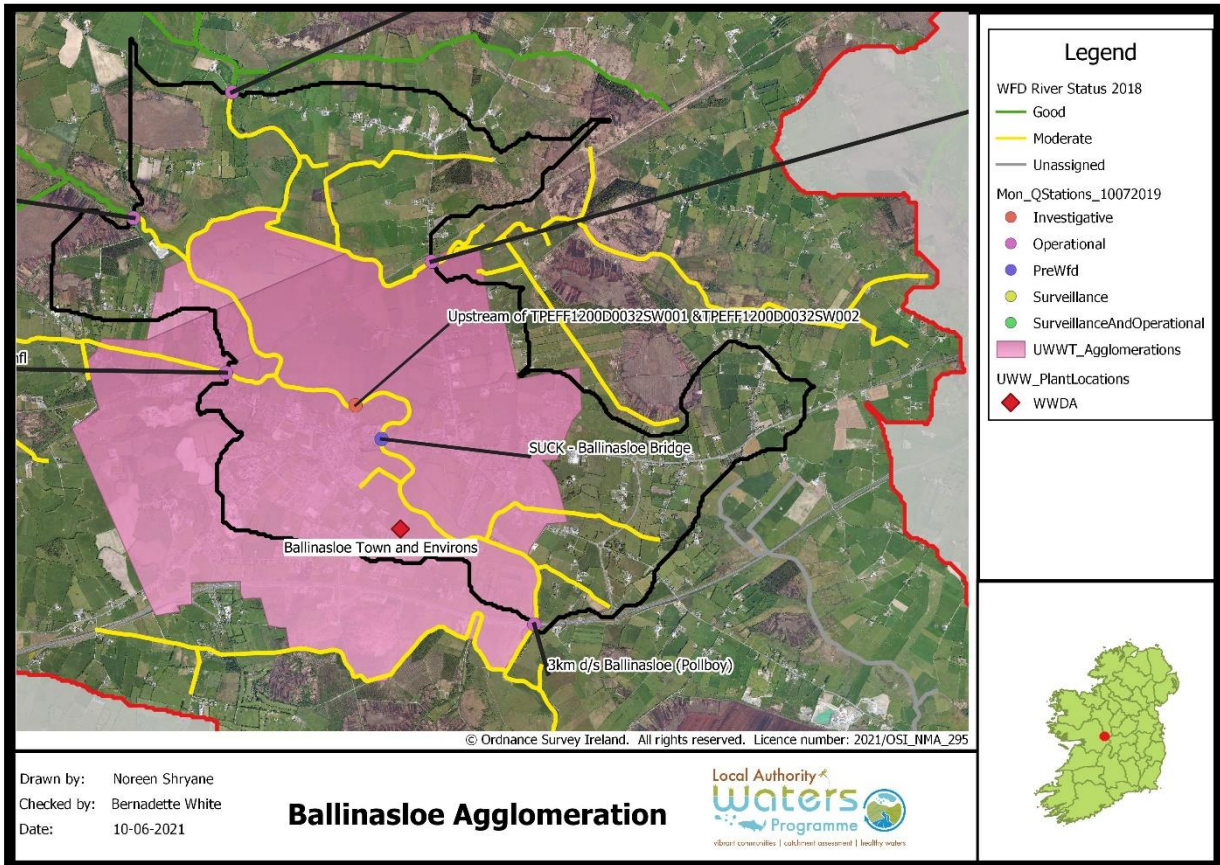 Upstream of TPEFF1200D0032SW001 &TPEFF1200D0032SW002
nfl
SUCK - Ballinasloe Bridge
Ballinasloe Town and Environs
3km d/s Ballinasloe (Pollboy)
© Ordnance Survey Ireland. All rights reserved. Licence number: 2021/OSI_NMA_295
Legend
WFD River Status 2018
Good
Moderate
Unassigned
Mon_QStations_10072019
Investigative
Operational
PreWfd
Surveillance
SurveillanceAndOperational
UWWT_Agglomerations
UWW_PlantLocations
WWDA
Drawn by: Noreen Shryane
Checked by: Bernadette White
Date: 10-06-2021
Ballinasloe Agglomeration
Local Authority
Waters
Programme
vibrant communities | catchment assessment | healthy waters